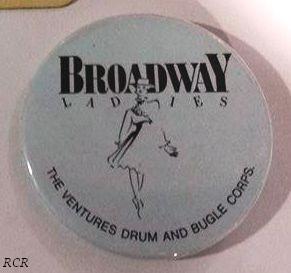 BROADWAY
LADIES
THE VENTURES DRUM AND BUGLE CORPS.
RCR